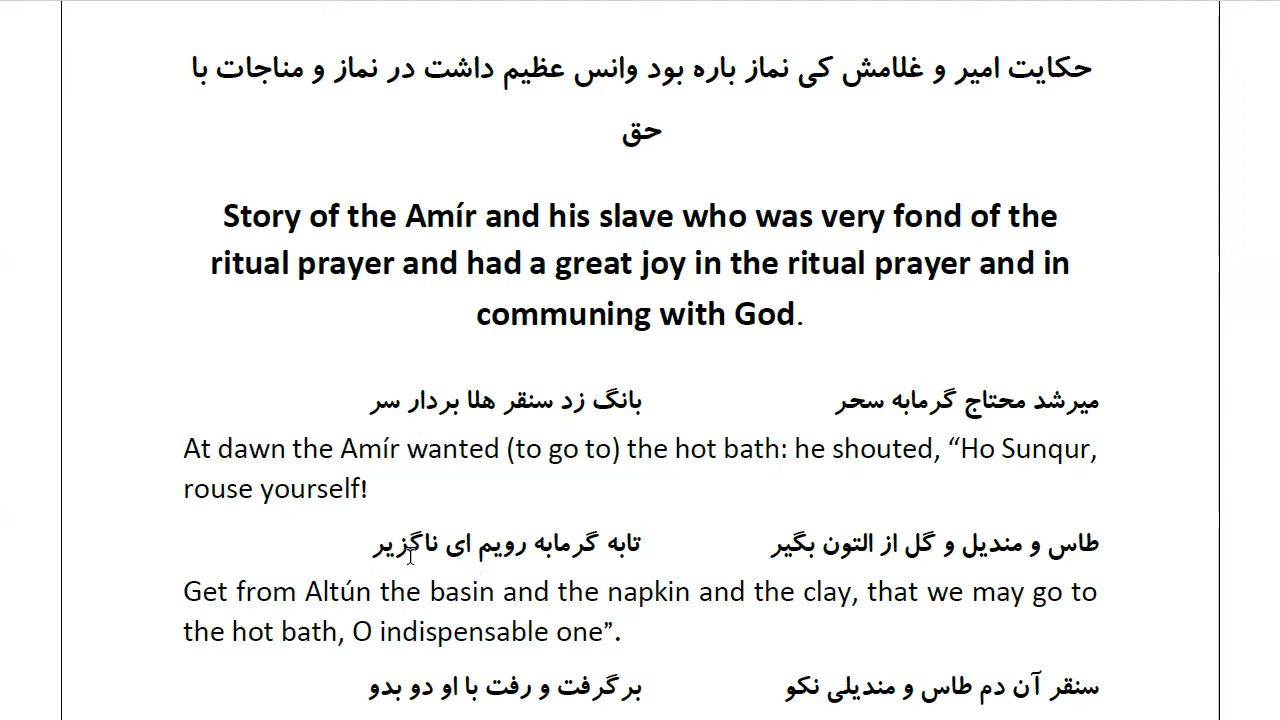 حکایت امیر و غلامش کی نماز باره بود وانس عظیم داشت در نماز و مناجات با
حق
Story of the Amír and his slave who was very fond of the
ritual prayer and had a great joy in the ritual prayer and in
communing with God.
میرشد محتاج گرمابه سحر بانگ زد سنقر هلا بردار سر
At dawn the Amír wanted (to go to) the hot bath: he shouted, “Ho Sunqur,
rouse yourself!
طاس و مندیل و گل از التون بگیر تابه گرمابه رویم ای ناگزیر
Get from Altún the basin and the napkin and the clay, that we may go to
the hot bath, O indispensable one”.
سنقر آن دم طاس و مندیلی نکو برگرفت و رفت با او دو بدو